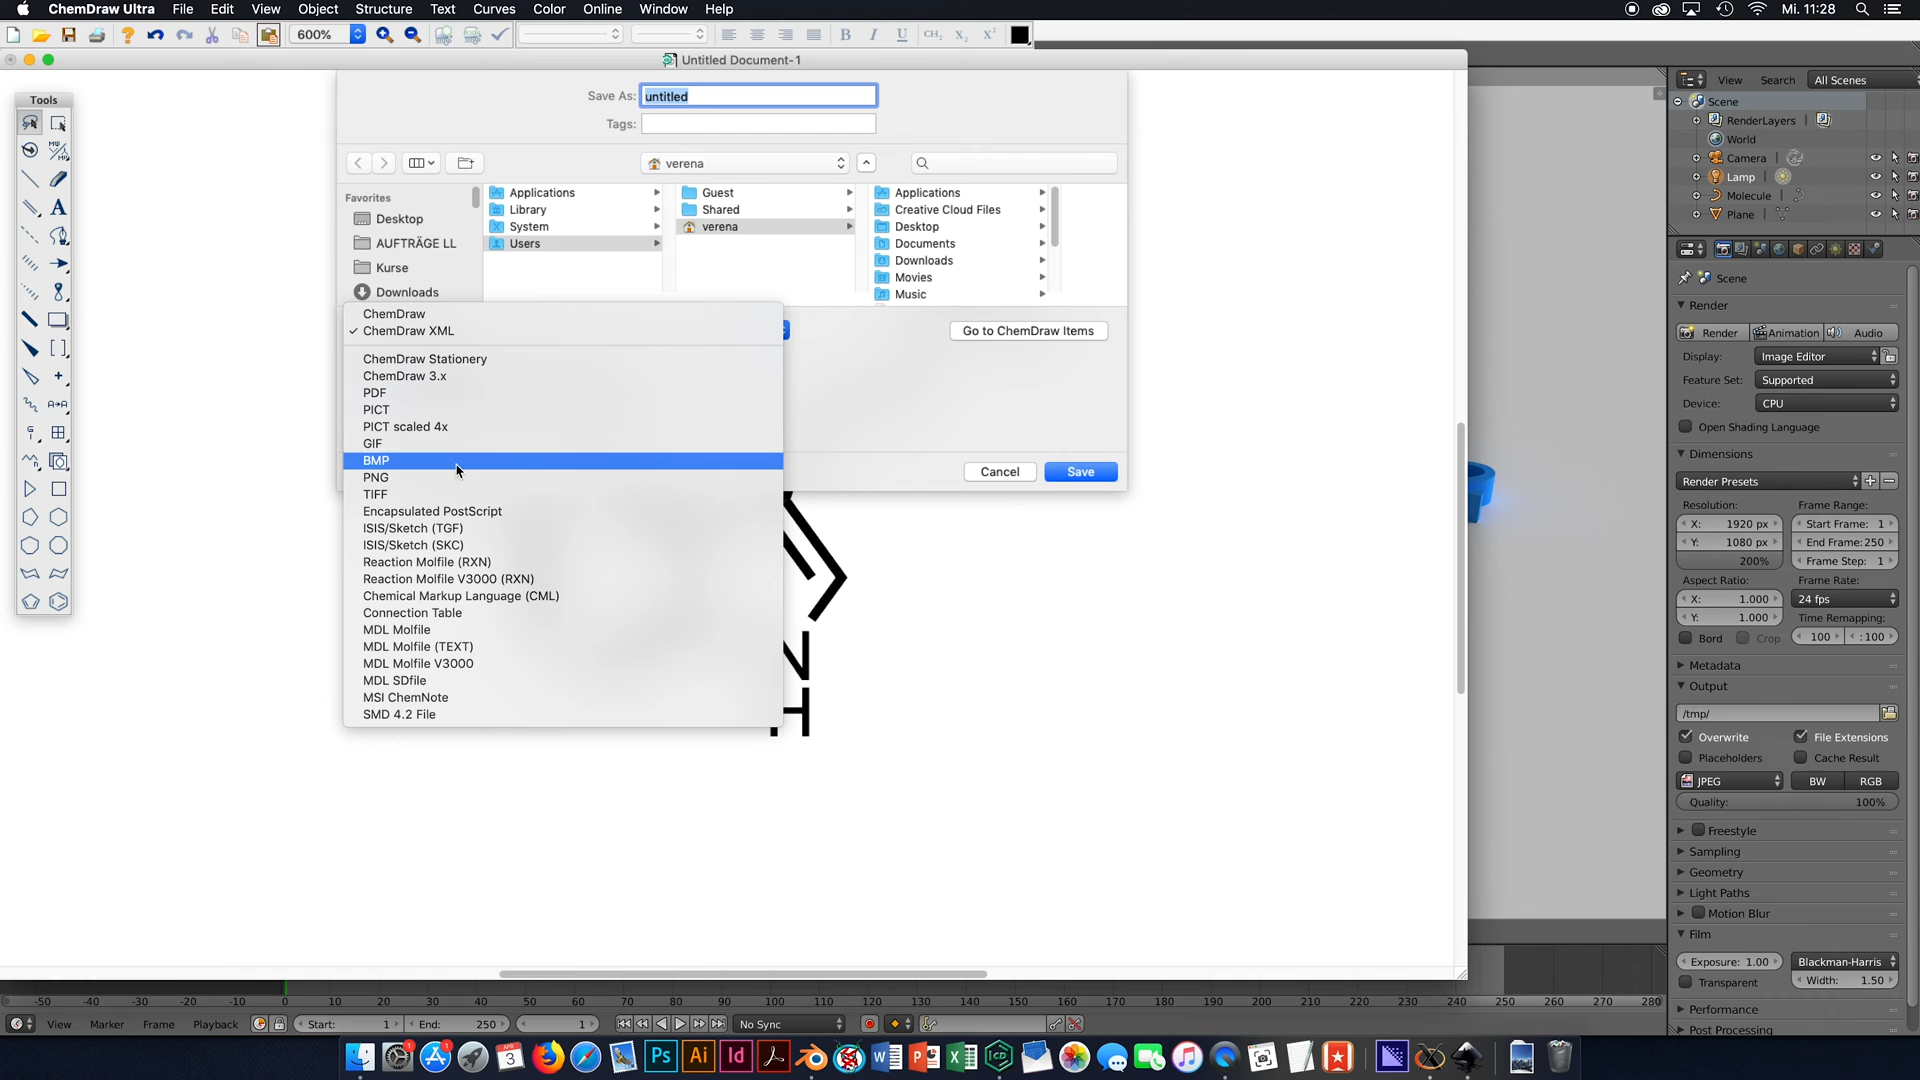 ChemDraw Ultra File Edit View Object Structure Text Curves Color Online Window Help Mi. 11:28
600% B I U CH₂ X₂ X²
Untitled Document-1
Tools
Save As: untitled
Tags:
verena
Favorites
Desktop
AUFTRÄGE LL
Kurse
Downloads
Applications
Library
System
Users
Guest
Shared
verena
Applications
Creative Cloud Files
Desktop
Documents
Downloads
Movies
Music
ChemDraw
ChemDraw XML
ChemDraw Stationery
ChemDraw 3.x
PDF
PICT
PICT scaled 4x
GIF
BMP
PNG
TIFF
Encapsulated PostScript
ISIS/Sketch (TGF)
ISIS/Sketch (SKC)
Reaction Molfile (RXN)
Reaction Molfile V3000 (RXN)
Chemical Markup Language (CML)
Connection Table
MDL Molfile
MDL Molfile (TEXT)
MDL Molfile V3000
MDL SDfile
MSI ChemNote
SMD 4.2 File
Go to ChemDraw Items
Cancel Save
N
H
View Search All Scenes
Scene
RenderLayers
World
Camera
Lamp
Molecule
Plane
Scene
Render
Render Animation Audio
Display: Image Editor
Feature Set: Supported
Device: CPU
Open Shading Language
Dimensions
Render Presets
Resolution: Frame Range:
X: 1920 px Start Frame: 1
Y: 1080 px End Frame: 250
200% Frame Step: 1
Aspect Ratio: Frame Rate:
X: 1.000 24 fps
Y: 1.000 Time Remapping:
Bord Crop 100 : 100
Metadata
Output
/tmp/
Overwrite File Extensions
Placeholders Cache Result
JPEG BW RGB
Quality: 100%
Freestyle
Sampling
Geometry
Light Paths
Motion Blur
Film
Exposure: 1.00 Blackman-Harris
Transparent Width: 1.50
Performance
Post Processing
-50 -40 -30 -20 -10 0 10 20 30 40 50 60 70 80 90 100 110 120 130 140 150 160 170 180 190 200 210 220 230 240 250 260 270 280
View Marker Frame Playback Start: 1 End: 250 1 No Sync